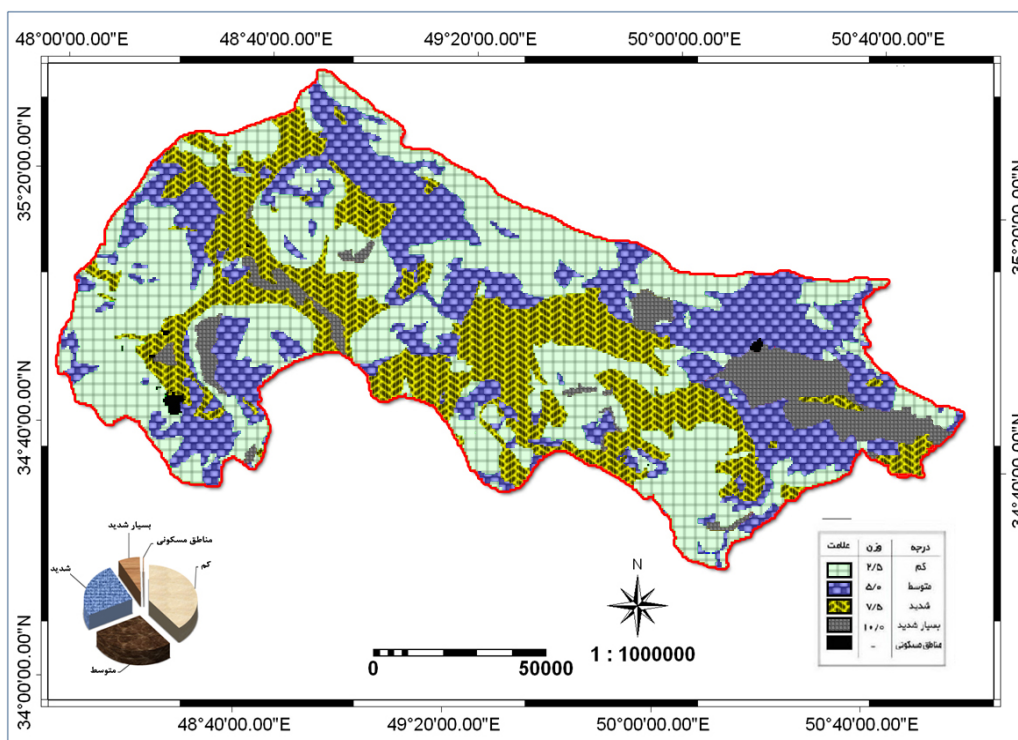 48°00'00.00"E 48°40'00.00"E 49°20'00.00"E 50°00'00.00"E 50°40'00.00"E
35°20'00.00"N
34°40'00.00"N
34°00'00.00"N
35°20'00.00"N
34°40'00.00"N
بسیار شدید
مناطق مسکونی
کم
شدید
متوسط
N
0 50000
1 : 1000000
درجه وزن علامت
کم ۲/۵
متوسط ۵/۰
شدید ۷/۵
بسیار شدید ۱۰/۰
مناطق مسکونی -
48°40'00.00"E 49°20'00.00"E 50°00'00.00"E 50°40'00.00"E